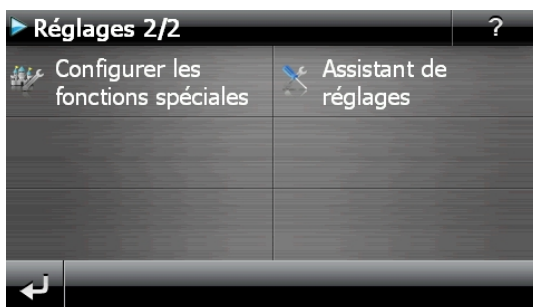 Réglages 2/2
?
Configurer les
fonctions spéciales
Assistant de
réglages